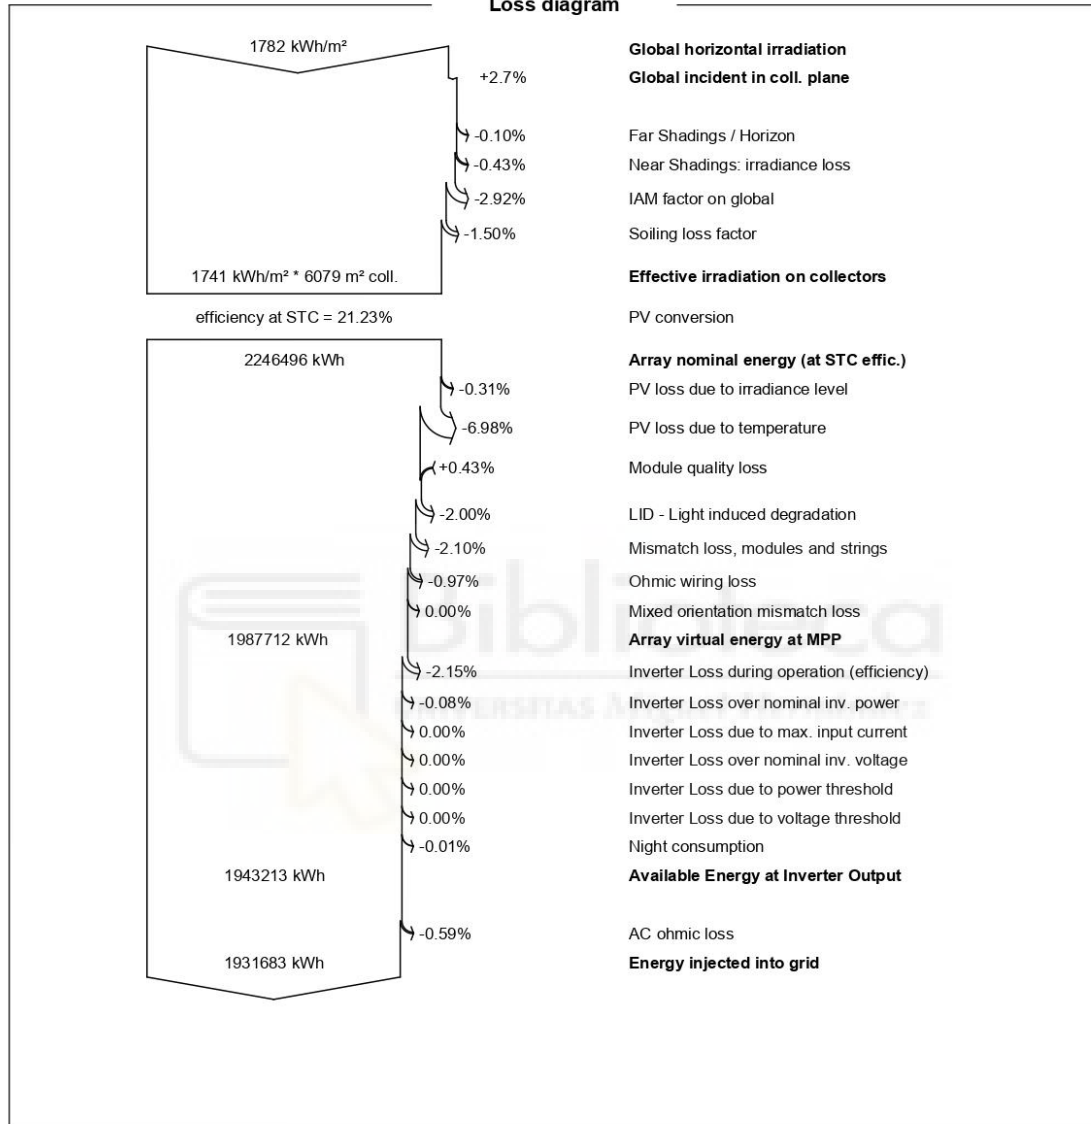 Loss diagram
1782 kWh/m² Global horizontal irradiation
+2.7% Global incident in coll. plane
-0.10% Far Shadings / Horizon
-0.43% Near Shadings: irradiance loss
-2.92% IAM factor on global
-1.50% Soiling loss factor
1741 kWh/m² * 6079 m² coll. Effective irradiation on collectors
efficiency at STC = 21.23% PV conversion
2246496 kWh Array nominal energy (at STC effic.)
-0.31% PV loss due to irradiance level
-6.98% PV loss due to temperature
+0.43% Module quality loss
-2.00% LID - Light induced degradation
-2.10% Mismatch loss, modules and strings
Biblioteca
-0.97% Ohmic wiring loss
0.00% Mixed orientation mismatch loss
1987712 kWh Array virtual energy at MPP
-2.15% Inverter Loss during operation (efficiency)
UNIVERSITAS Miguel Hernández
-0.08% Inverter Loss over nominal inv. power
0.00% Inverter Loss due to max. input current
0.00% Inverter Loss over nominal inv. voltage
0.00% Inverter Loss due to power threshold
0.00% Inverter Loss due to voltage threshold
-0.01% Night consumption
1943213 kWh Available Energy at Inverter Output
-0.59% AC ohmic loss
1931683 kWh Energy injected into grid